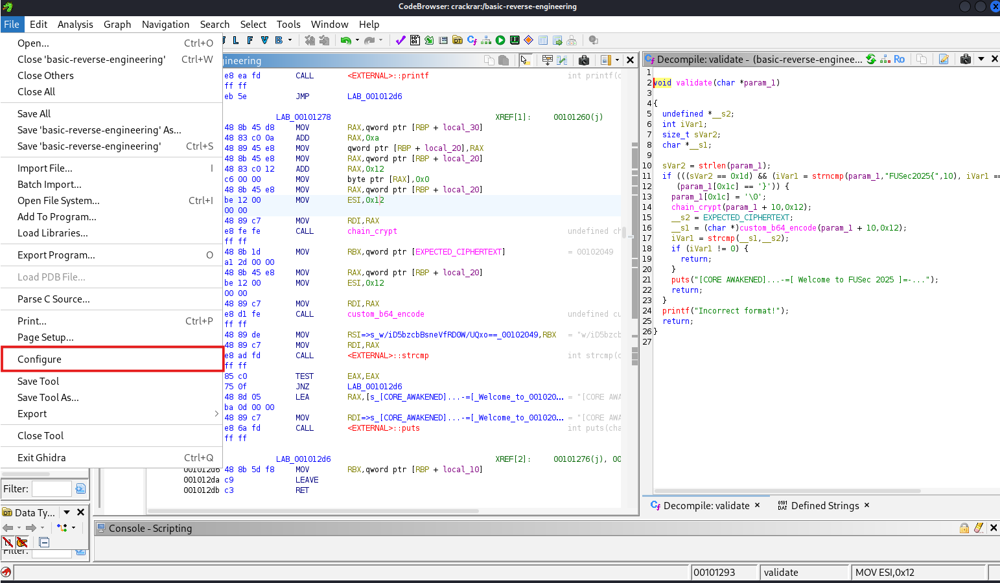 CodeBrowser: crackrar:/basic-reverse-engineering
File Edit Analysis Graph Navigation Search Select Tools Window Help
Open... Ctrl+O
Close 'basic-reverse-engineering' Ctrl+W
Close Others
Close All
Save All
Save 'basic-reverse-engineering' As...
Save 'basic-reverse-engineering' Ctrl+S
Import File... I
Batch Import...
Open File System... Ctrl+I
Add To Program...
Load Libraries...
Export Program... O
Load PDB File...
Parse C Source...
Print... Ctrl+P
Page Setup...
Configure
Save Tool
Save Tool As...
Export
Close Tool
Exit Ghidra Ctrl+Q
L F V B
ineering
e8 ea fd CALL <EXTERNAL>::printf int printf(c
ff ff
eb 5e JMP LAB_001012d6
LAB_00101278 XREF[1]: 00101260(j)
48 8b 45 d8 MOV RAX,qword ptr [RBP + local_30]
48 83 c0 0a ADD RAX,0xa
48 89 45 e8 MOV qword ptr [RBP + local_20],RAX
48 8b 45 e8 MOV RAX,qword ptr [RBP + local_20]
48 83 c0 12 ADD RAX,0x12
c6 00 00 MOV byte ptr [RAX],0x0
48 8b 45 e8 MOV RAX,qword ptr [RBP + local_20]
be 12 00 MOV ESI,0x12
00 00
48 89 c7 MOV RDI,RAX
e8 fe fe CALL chain_crypt undefined ch
ff ff
48 8b 1d MOV RBX,qword ptr [EXPECTED_CIPHERTEXT] = 00102049
a1 2d 00 00
48 8b 45 e8 MOV RAX,qword ptr [RBP + local_20]
be 12 00 MOV ESI,0x12
00 00
48 89 c7 MOV RDI,RAX
e8 d1 fe CALL custom_b64_encode undefined cu
ff ff
48 89 de MOV RSI=>s_w/iD5bzcbBsneVfRD0W/UQxo==_00102049,RBX = "w/iD5bzcb
48 89 c7 MOV RDI,RAX
e8 ad fd CALL <EXTERNAL>::strcmp int strcmp(c
ff ff
85 c0 TEST EAX,EAX
75 0f JNZ LAB_001012d6
48 8d 05 LEA RAX,[s_[CORE_AWAKENED]...-=[_Welcome_to_001020... = "[CORE AWA
ba 0d 00 00
48 89 c7 MOV RDI=>s_[CORE_AWAKENED]...-=[_Welcome_to_001020... = "[CORE AWA
e8 6a fd CALL <EXTERNAL>::puts int puts(cha
ff ff
LAB_001012d6 XREF[2]: 00101276(j), 00
001012d6 48 8b 5d f8 MOV RBX,qword ptr [RBP + local_10]
001012da c9 LEAVE
001012db c3 RET
Decompile: validate - (basic-reverse-enginee... Ro
1
2 void validate(char *param_1)
3
4 {
5 undefined *__s2;
6 int iVar1;
7 size_t sVar2;
8 char *__s1;
9
10 sVar2 = strlen(param_1);
11 if (((sVar2 == 0x1d) && (iVar1 = strncmp(param_1,"FUSec2025{",10), iVar1 ==
12 (param_1[0x1c] == '}')) {
13 param_1[0x1c] = '\0';
14 chain_crypt(param_1 + 10,0x12);
15 __s2 = EXPECTED_CIPHERTEXT;
16 __s1 = (char *)custom_b64_encode(param_1 + 10,0x12);
17 iVar1 = strcmp(__s1,__s2);
18 if (iVar1 != 0) {
19 return;
20 }
21 puts("[CORE AWAKENED]...-=[ Welcome to FUSec 2025 ]=-...");
22 return;
23 }
24 printf("Incorrect format!");
25 return;
26 }
27
Decompile: validate × Defined Strings ×
Filter:
Data Ty...
Filter:
Console - Scripting
00101293 validate MOV ESI,0x12